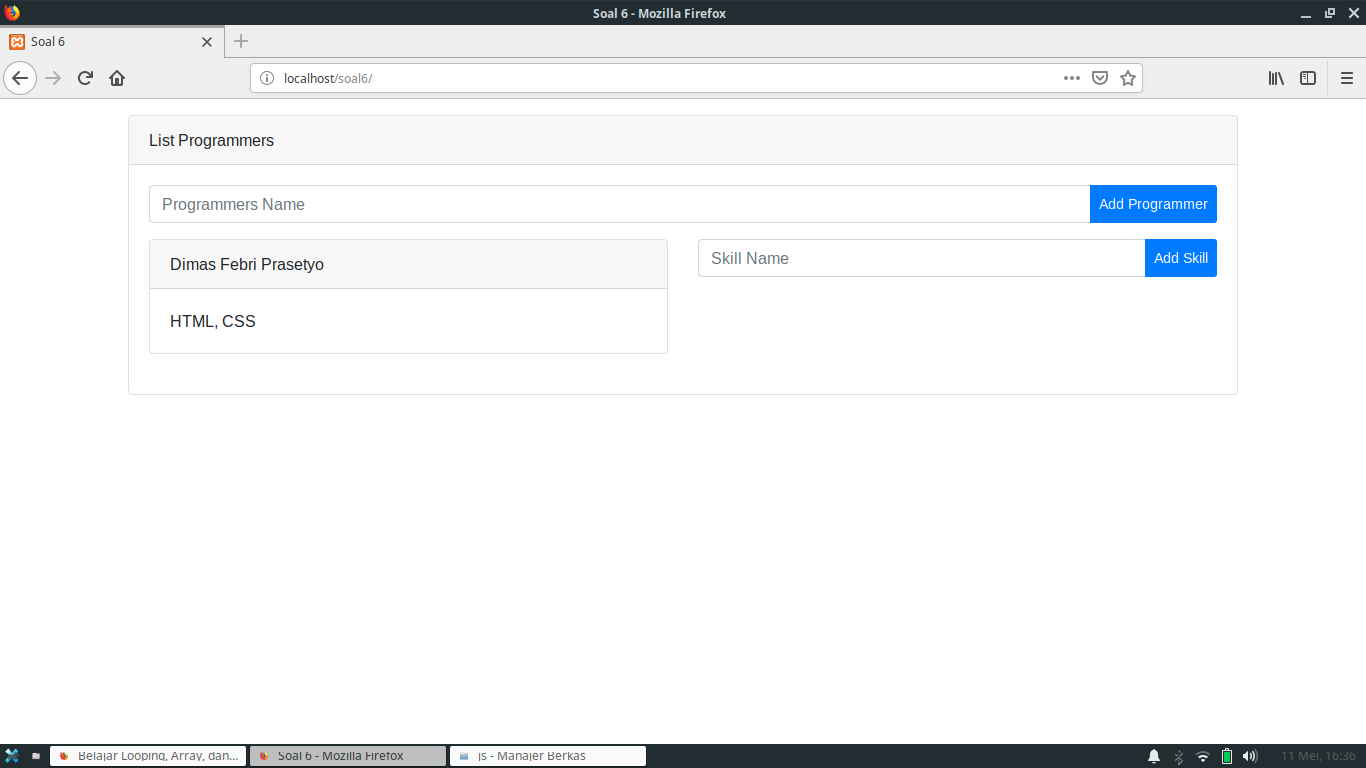 Soal 6 - Mozilla Firefox
Soal 6
localhost/soal6/
List Programmers
Programmers Name
Add Programmer
Dimas Febri Prasetyo
Skill Name
Add Skill
HTML, CSS
Belajar Looping, Array, dan...
Soal 6 - Mozilla Firefox
js - Manajer Berkas
11 Mei, 16:36